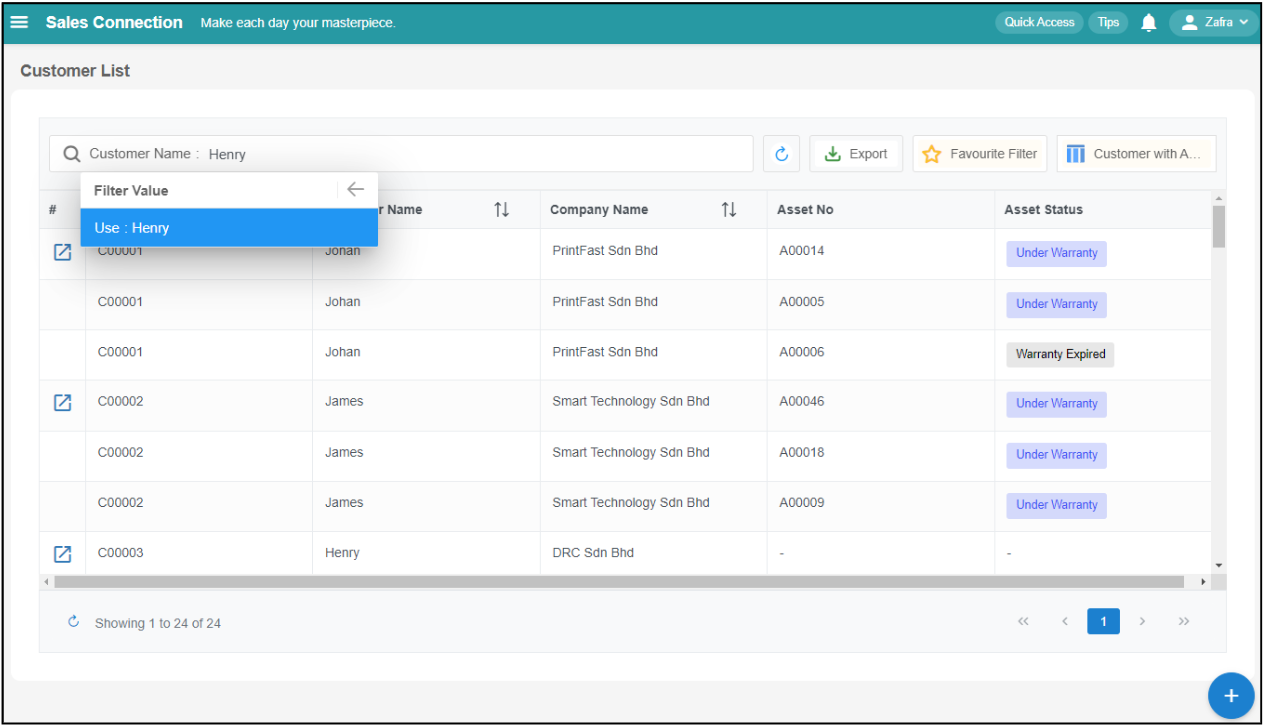 Sales Connection Make each day your masterpiece. Quick Access Tips Zafra
Customer List
Customer Name : Henry Export Favourite Filter Customer with A...
Filter Value
# r Name Company Name Asset No Asset Status
Use : Henry
C00001 Johan PrintFast Sdn Bhd A00014 Under Warranty
C00001 Johan PrintFast Sdn Bhd A00005 Under Warranty
C00001 Johan PrintFast Sdn Bhd A00006 Warranty Expired
C00002 James Smart Technology Sdn Bhd A00046 Under Warranty
C00002 James Smart Technology Sdn Bhd A00018 Under Warranty
C00002 James Smart Technology Sdn Bhd A00009 Under Warranty
C00003 Henry DRC Sdn Bhd - -
Showing 1 to 24 of 24 << < 1 > >>
+